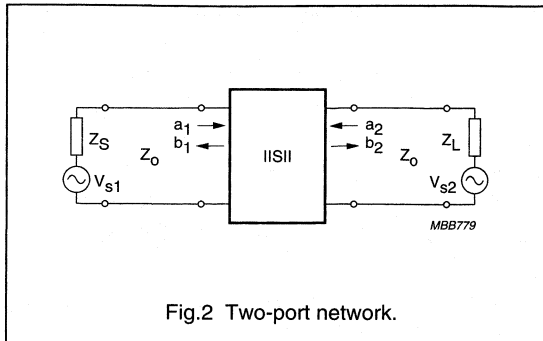 Z_S
V_s1
Z_o
a_1
b_1
IISII
a_2
b_2
Z_o
Z_L
V_s2
MBB779
Fig.2 Two-port network.